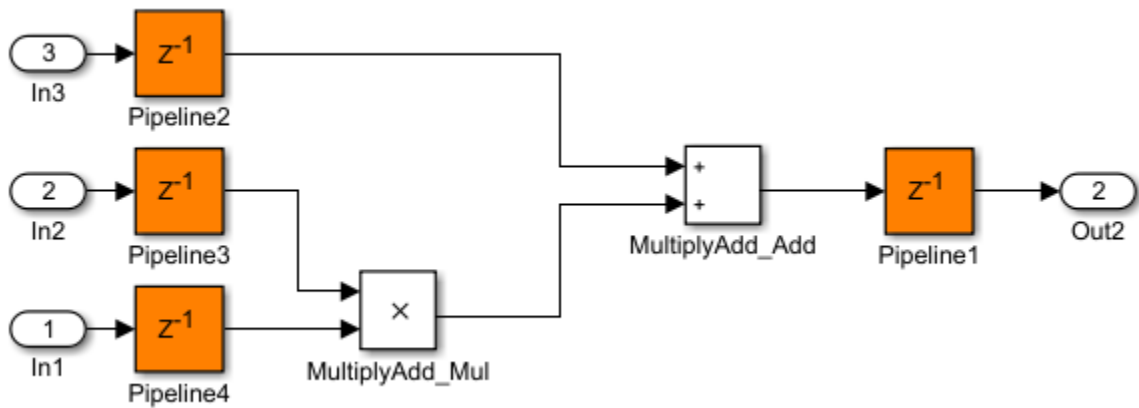 3
In3
Z-1
Pipeline2
2
In2
Z-1
Pipeline3
1
In1
Z-1
Pipeline4
×
MultiplyAdd_Mul
+
+
MultiplyAdd_Add
Z-1
Pipeline1
2
Out2